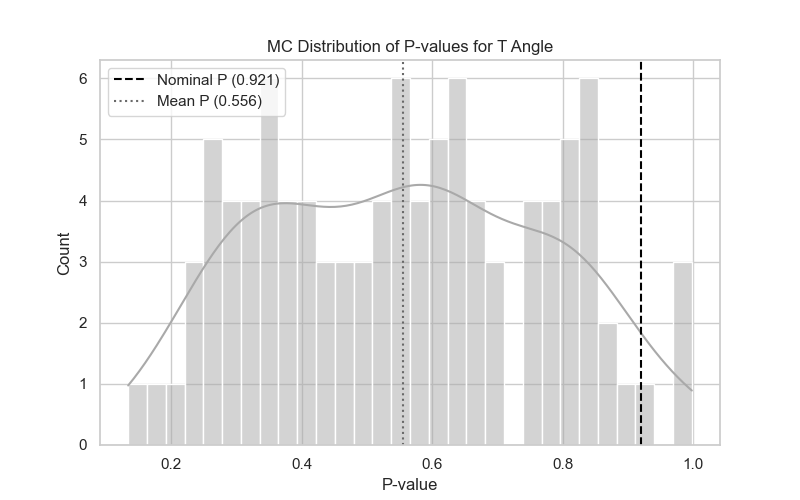 MC Distribution of P-values for T Angle
Nominal P (0.921)
Mean P (0.556)
6
5
4
3
2
1
0
Count
0.2 0.4 0.6 0.8 1.0
P-value